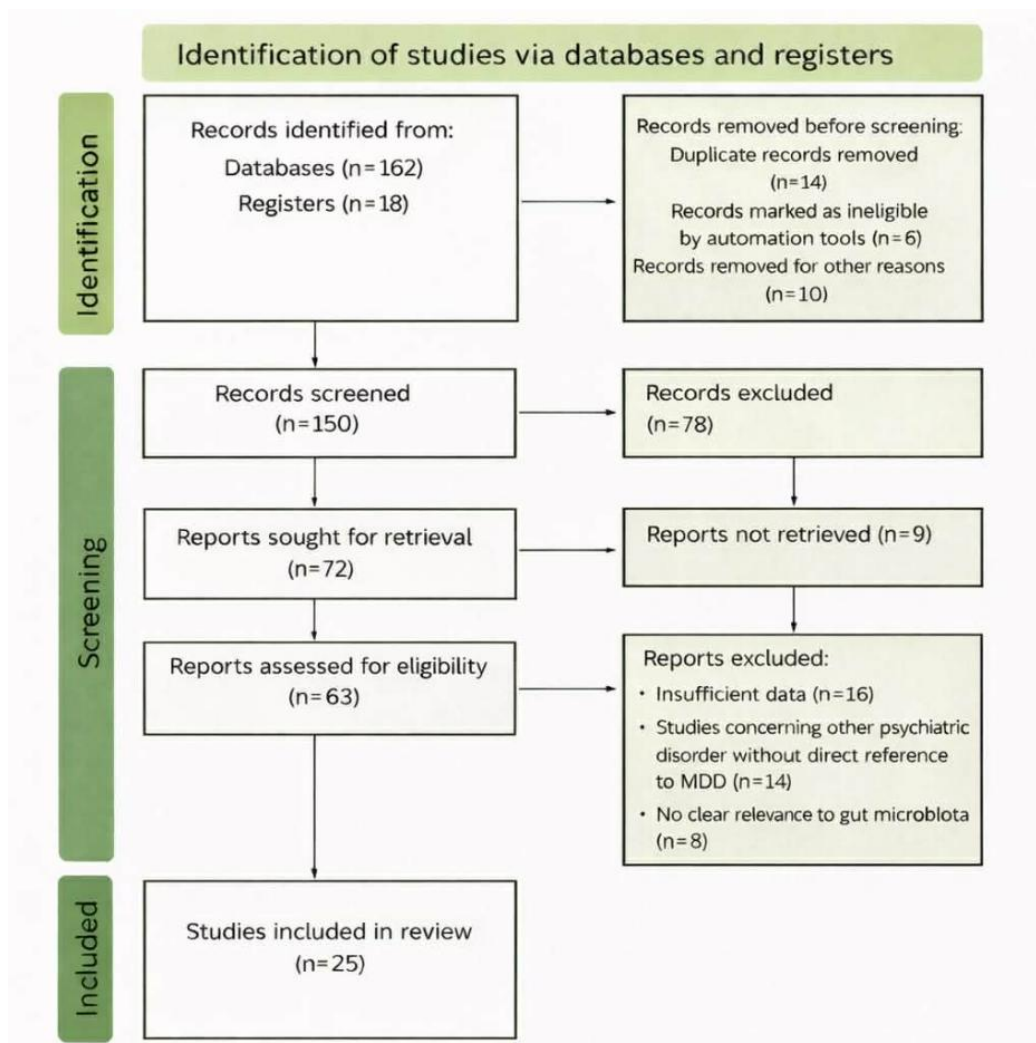 Identification of studies via databases and registers
Identification
Records identified from:
Databases (n=162)
Registers (n=18)
Records removed before screening:
Duplicate records removed
(n=14)
Records marked as ineligible
by automation tools (n=6)
Records removed for other reasons
(n=10)
Screening
Records screened
(n=150)
Records excluded
(n=78)
Reports sought for retrieval
(n=72)
Reports not retrieved (n=9)
Reports assessed for eligibility
(n=63)
Reports excluded:
• Insufficient data (n=16)
• Studies concerning other psychiatric
disorder without direct reference
to MDD (n=14)
• No clear relevance to gut microblota
(n=8)
Included
Studies included in review
(n=25)